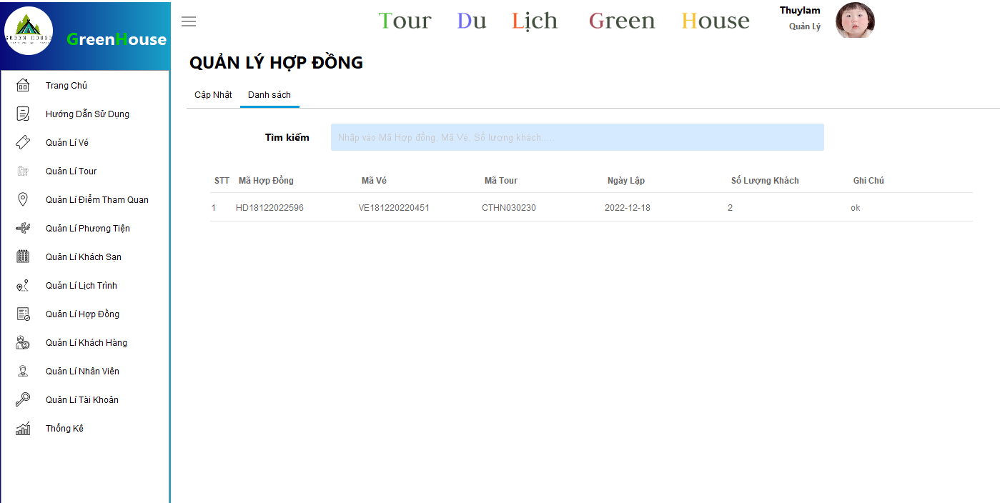 GREEN HOUSE
GreenHouse
Tour Du Lịch Green House
Thuylam
Quản Lý
QUẢN LÝ HỢP ĐỒNG
Cập Nhật Danh sách
Tìm kiếm Nhập vào Mã Hợp đồng, Mã Vé, Số lượng khách.....
STT Mã Hợp Đồng Mã Vé Mã Tour Ngày Lập Số Lượng Khách Ghi Chú
1 HD18122022596 VE181220220451 CTHN030230 2022-12-18 2 ok
Trang Chủ
Hướng Dẫn Sử Dụng
Quản Lí Vé
Quản Lí Tour
Quản Lí Điểm Tham Quan
Quản Lí Phương Tiện
Quản Lí Khách Sạn
Quản Lí Lịch Trình
Quản Lí Hợp Đồng
Quản Lí Khách Hàng
Quản Lí Nhân Viên
Quản Lí Tài Khoản
Thống Kê